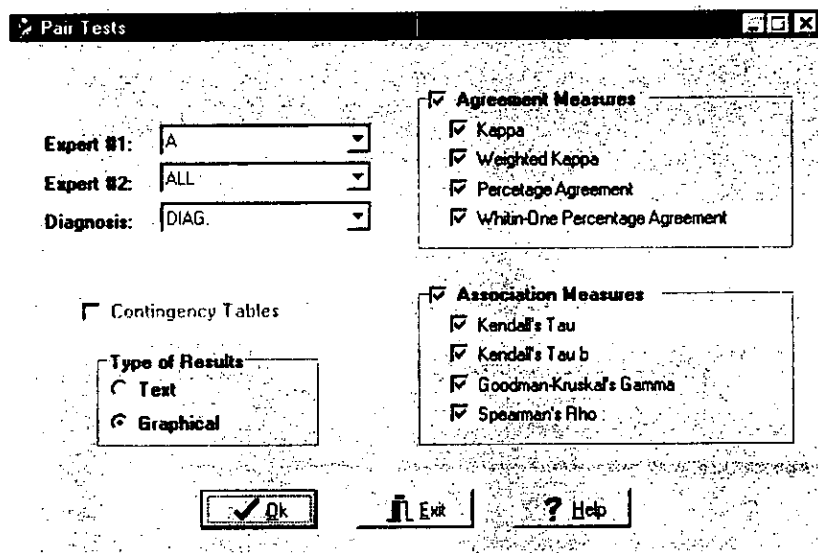 Pair Tests
Expert #1: A
Expert #2: ALL
Diagnosis: DIAG.
Contingency Tables
Type of Results
Text
Graphical
Agreement Measures
Kappa
Weighted Kappa
Percetage Agreement
Whitin-One Percentage Agreement
Association Measures
Kendall's Tau
Kendall's Tau b
Goodman-Kruskal's Gamma
Spearman's Rho
Ok
Exit
? Help